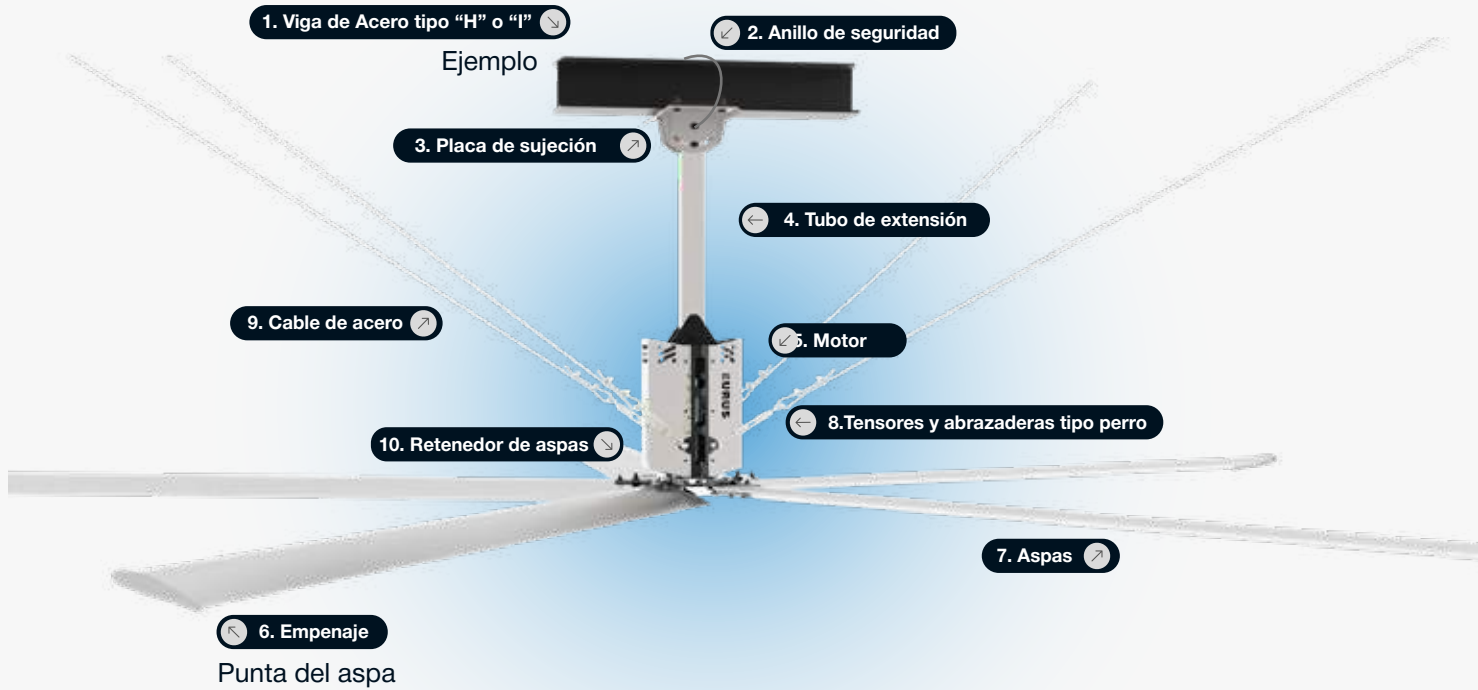 1. Viga de Acero tipo “H” o “I”
Ejemplo
2. Anillo de seguridad
3. Placa de sujeción
4. Tubo de extensión
9. Cable de acero
5. Motor
EURUS
8.Tensores y abrazaderas tipo perro
10. Retenedor de aspas
7. Aspas
6. Empenaje
Punta del aspa